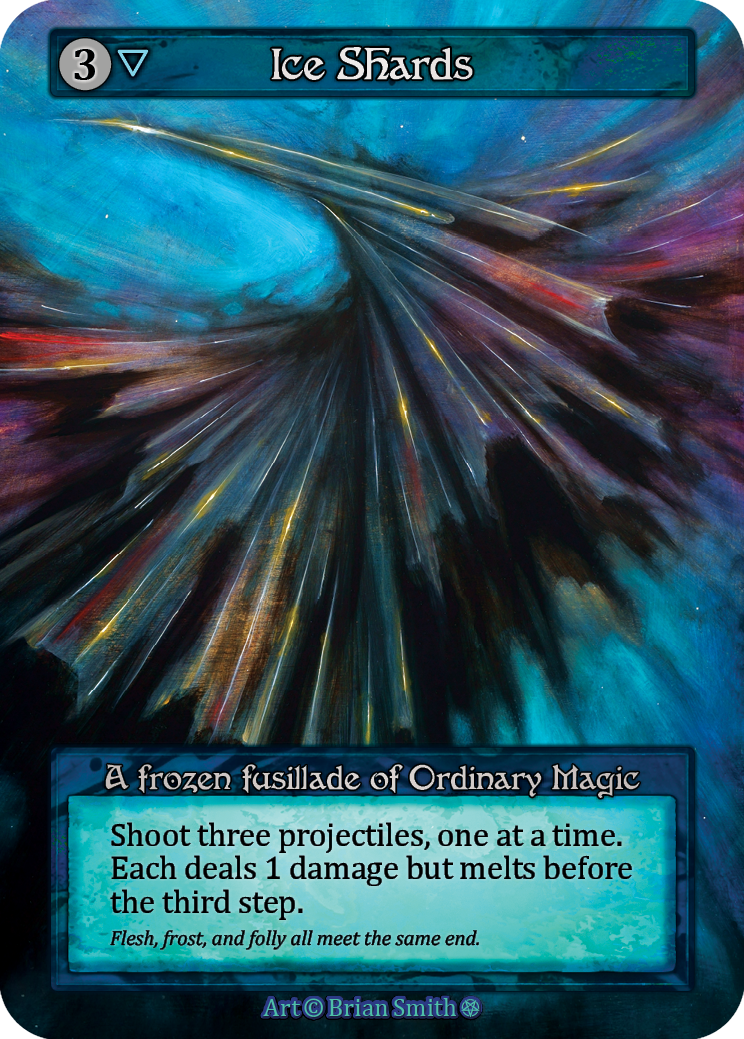 3 Ice Shards
A frozen fusillade of Ordinary Magic
Shoot three projectiles, one at a time.
Each deals 1 damage but melts before
the third step.
Flesh, frost, and folly all meet the same end.
Art © Brian Smith